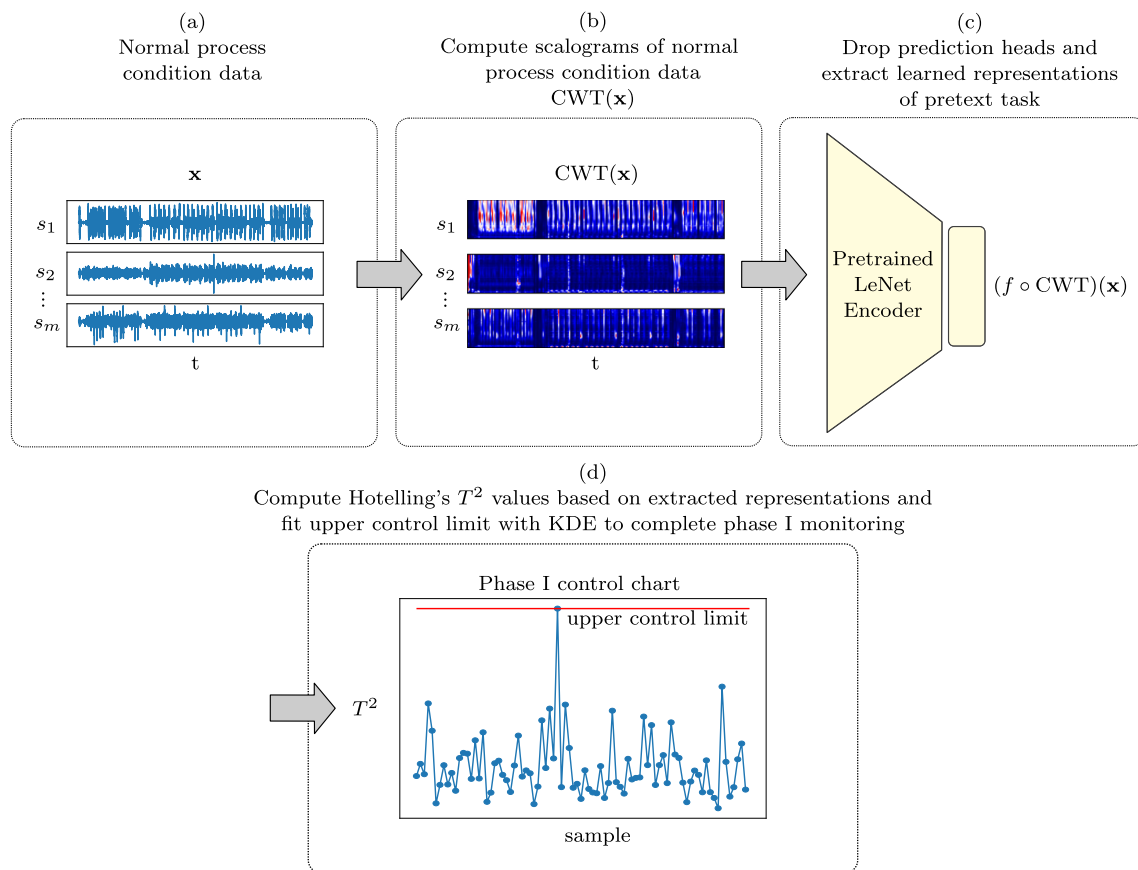 (a)
Normal process
condition data
x
s₁
s₂
⋮
sₘ
t
(b)
Compute scalograms of normal
process condition data
CWT(x)
CWT(x)
s₁
s₂
⋮
sₘ
t
(c)
Drop prediction heads and
extract learned representations
of pretext task
Pretrained
LeNet
Encoder
(f ∘ CWT)(x)
(d)
Compute Hotelling's T² values based on extracted representations and
fit upper control limit with KDE to complete phase I monitoring
Phase I control chart
upper control limit
T²
sample